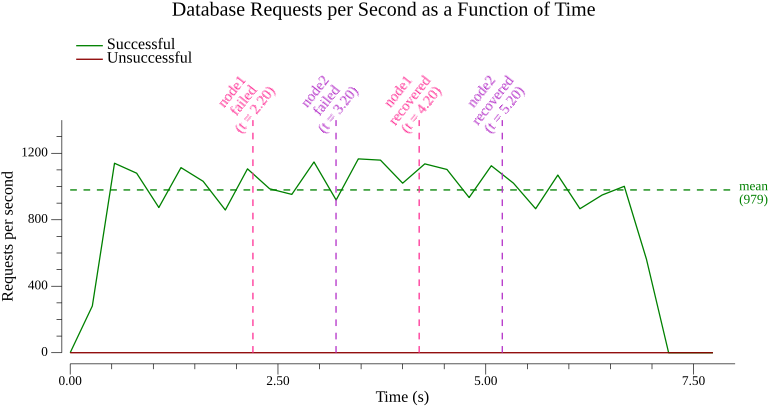 Database Requests per Second as a Function of Time
Successful
Unsuccessful
node1
failed
(t = 2.20)
node2
failed
(t = 3.20)
node1
recovered
(t = 4.20)
node2
recovered
(t = 5.20)
Requests per second
1200
800
400
0
mean
(979)
0.00
2.50
5.00
7.50
Time (s)